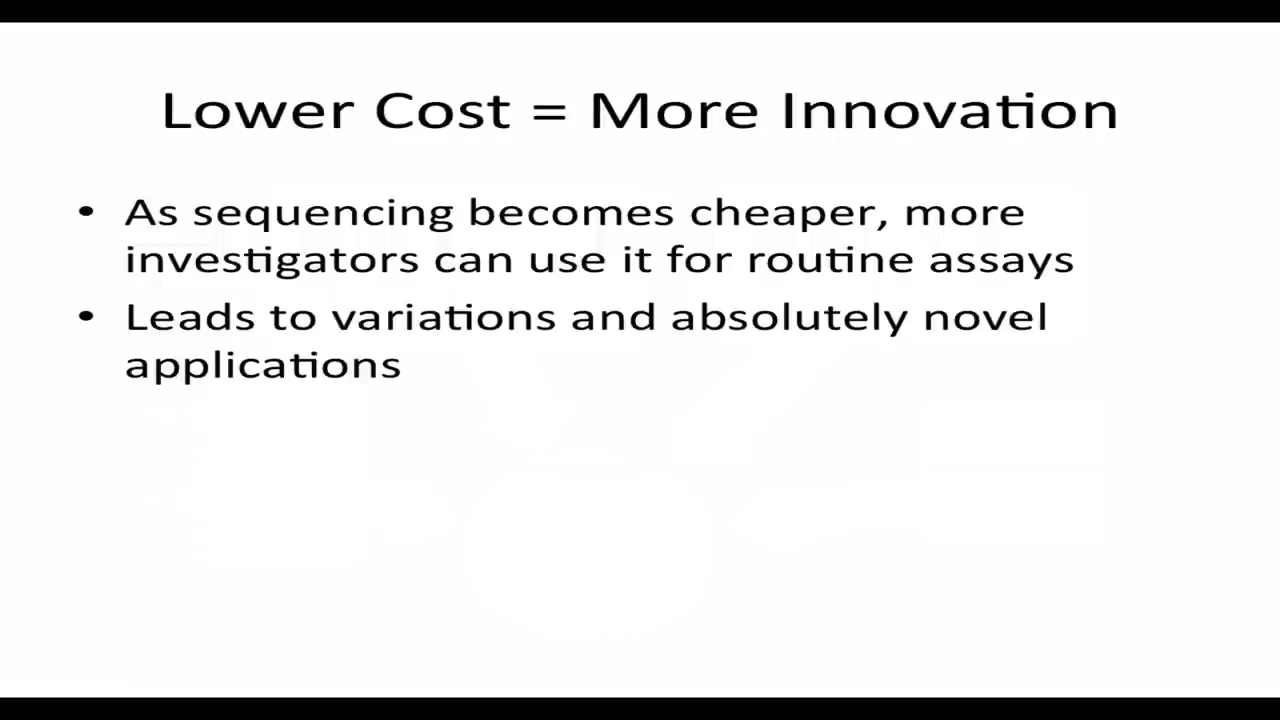 Lower Cost = More Innovation
• As sequencing becomes cheaper, more
investigators can use it for routine assays
• Leads to variations and absolutely novel
applications